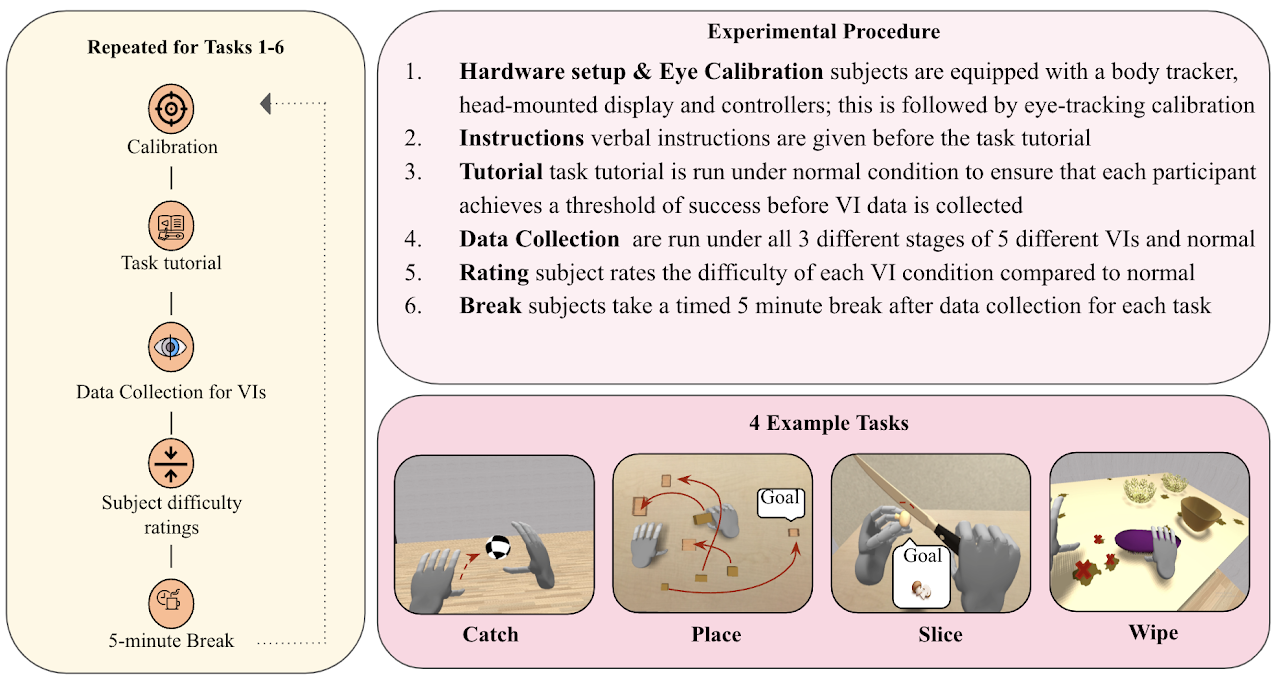 Repeated for Tasks 1-6
Calibration
Task tutorial
Data Collection for VIs
Subject difficulty
ratings
5-minute Break
Experimental Procedure
1. Hardware setup & Eye Calibration subjects are equipped with a body tracker,
head-mounted display and controllers; this is followed by eye-tracking calibration
2. Instructions verbal instructions are given before the task tutorial
3. Tutorial task tutorial is run under normal condition to ensure that each participant
achieves a threshold of success before VI data is collected
4. Data Collection are run under all 3 different stages of 5 different VIs and normal
5. Rating subject rates the difficulty of each VI condition compared to normal
6. Break subjects take a timed 5 minute break after data collection for each task
4 Example Tasks
Goal
Goal
Catch
Place
Slice
Wipe